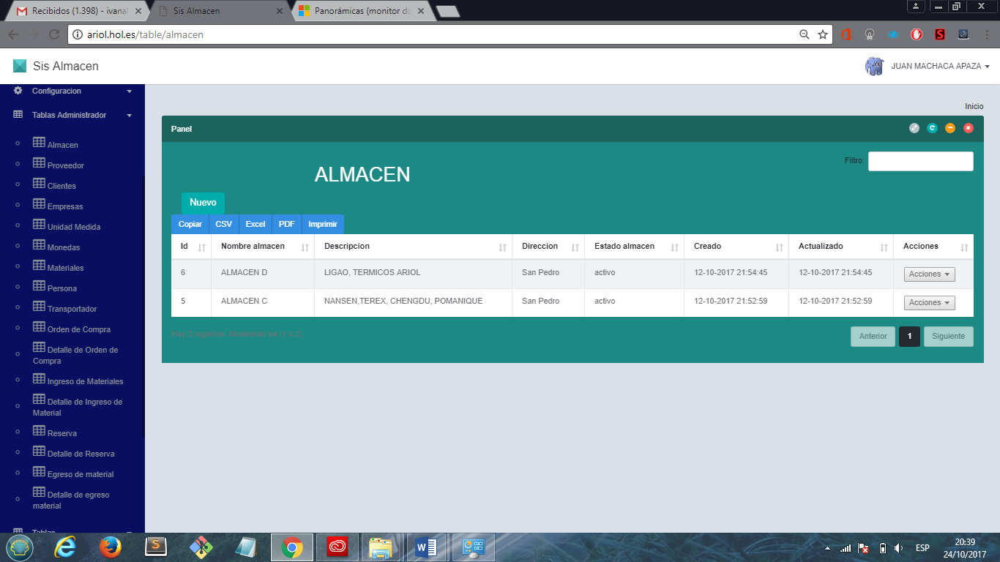 Recibidos (1.398) - ivanal
Sis Almacen
Panorámicas (monitor do
ariol.hol.es/table/almacen
Sis Almacen
JUAN MACHACA APAZA
Configuracion
Tablas Administrador
Almacen
Proveedor
Clientes
Empresas
Unidad Medida
Monedas
Materiales
Persona
Transportador
Orden de Compra
Detalle de Orden de
Compra
Ingreso de Materiales
Detalle de Ingreso de
Material
Reserva
Detalle de Reserva
Egreso de material
Detalle de egreso
material
Tablas
Inicio
Panel
Filtro:
ALMACEN
Nuevo
Copiar CSV Excel PDF Imprimir
Id Nombre almacen Descripcion Direccion Estado almacen Creado Actualizado Acciones
6 ALMACEN D LIGAO, TERMICOS ARIOL San Pedro activo 12-10-2017 21:54:45 12-10-2017 21:54:45 Acciones
5 ALMACEN C NANSEN,TEREX, CHENGDU, POMANIQUE San Pedro activo 12-10-2017 21:52:59 12-10-2017 21:52:59 Acciones
Hay 2 registros. Mostrando de (1 a 2)
Anterior 1 Siguiente
ESP
20:39
24/10/2017